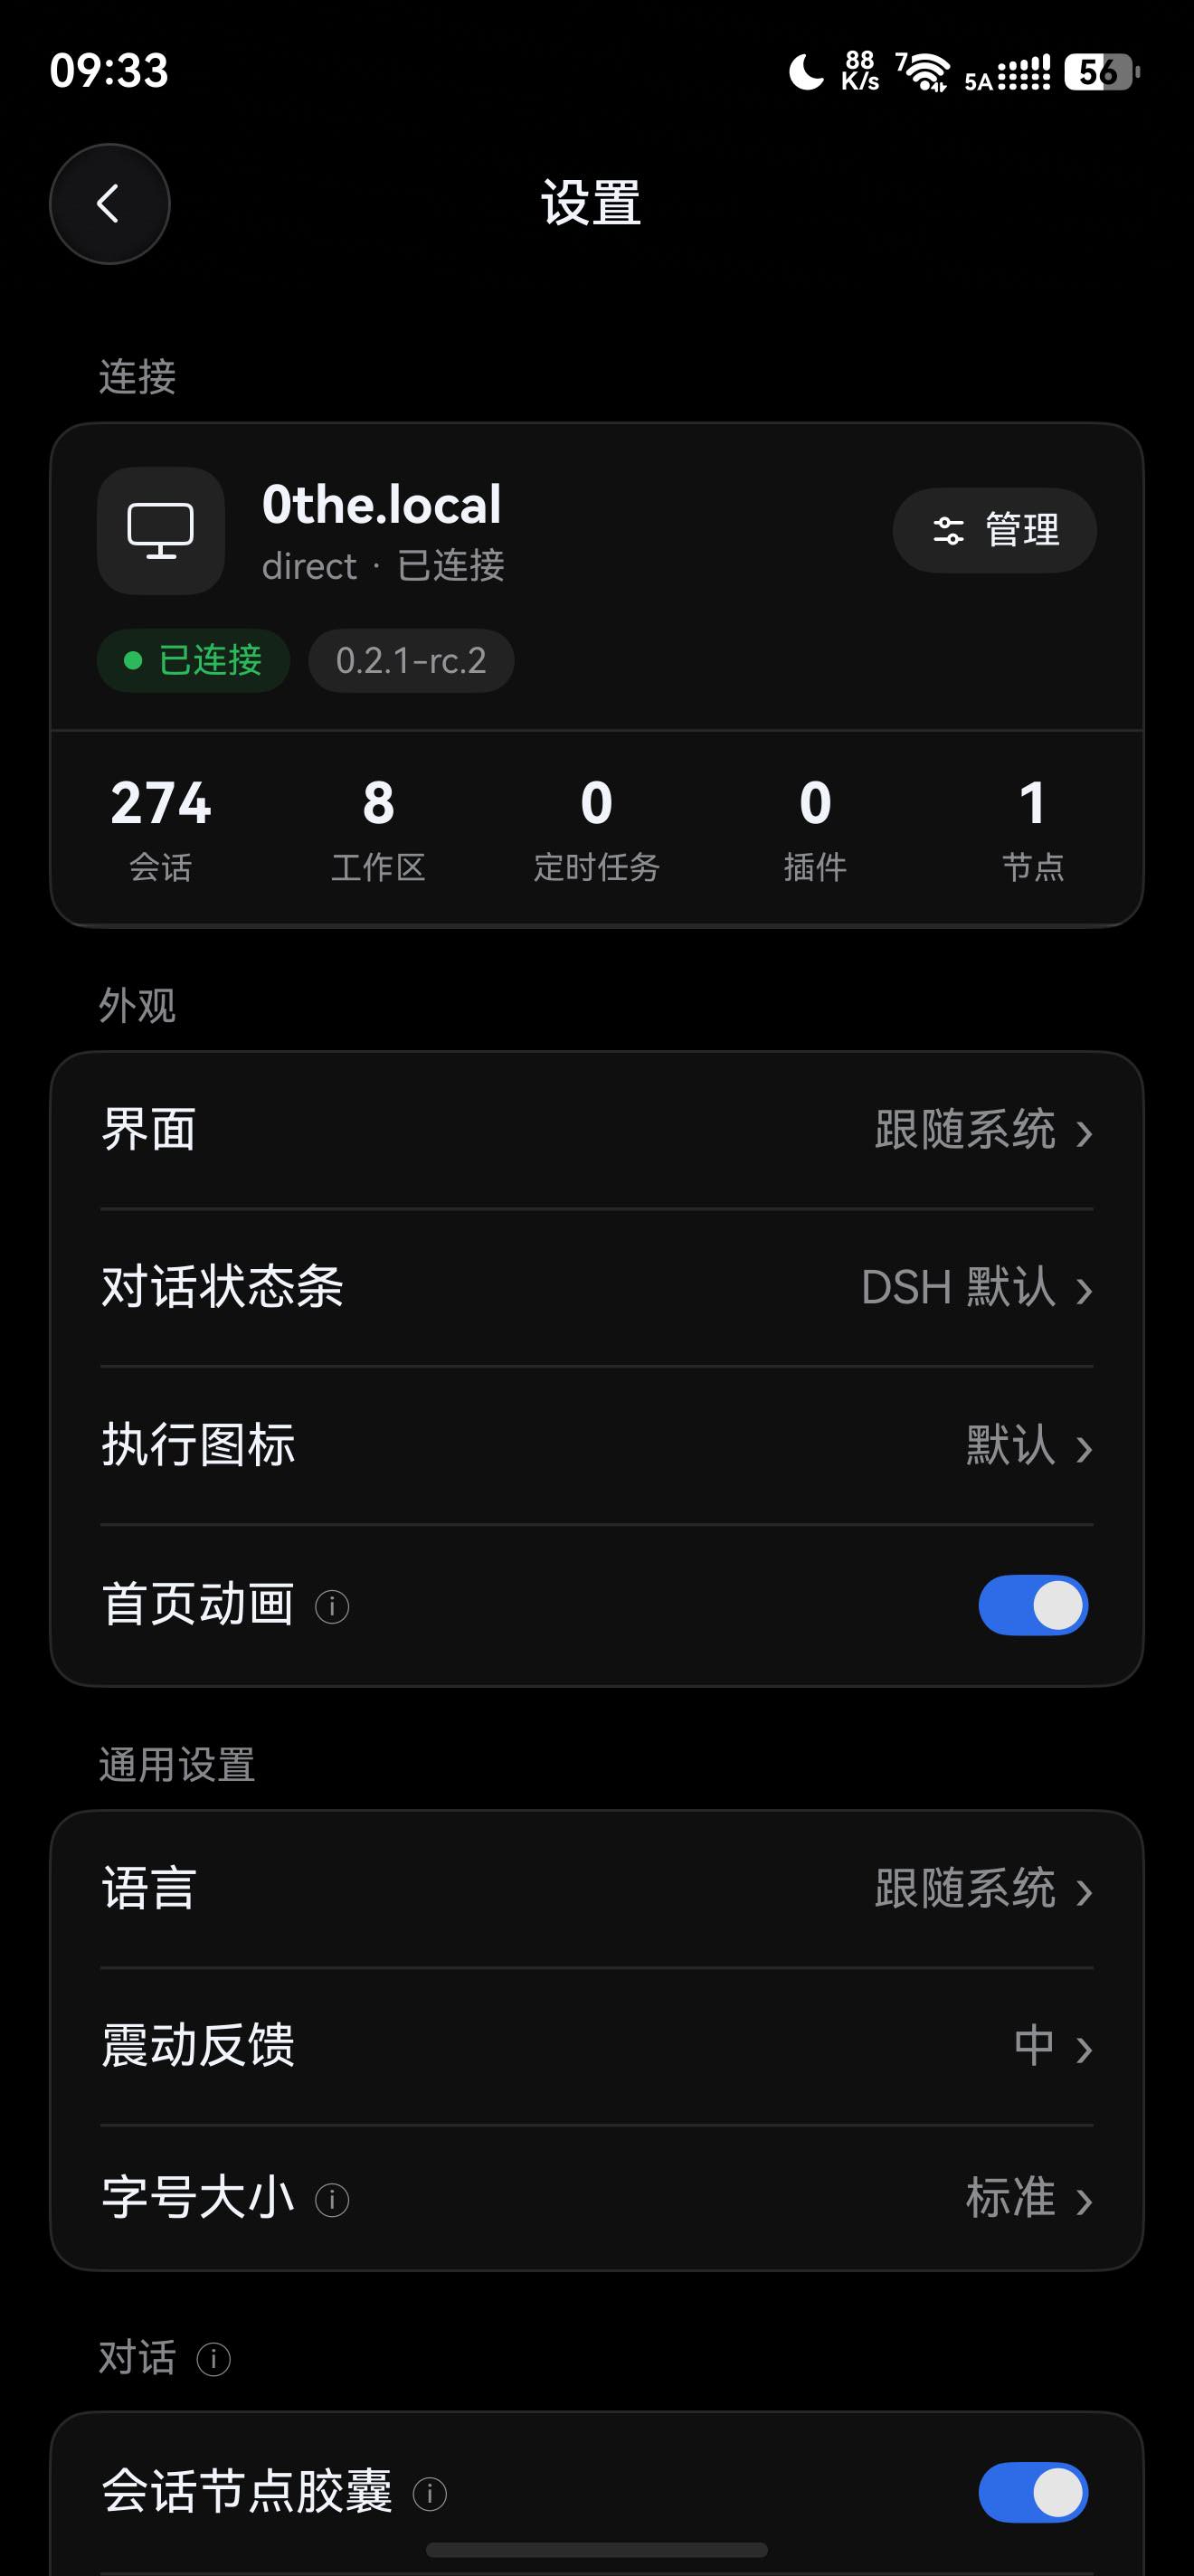 09:33
88
K/s
7
5A
56
设置
连接
0the.local
direct · 已连接
管理
已连接
0.2.1-rc.2
274
8
0
0
1
会话
工作区
定时任务
插件
节点
外观
界面
跟随系统
对话状态条
DSH 默认
执行图标
默认
首页动画
通用设置
语言
跟随系统
震动反馈
中
字号大小
标准
对话
会话节点胶囊